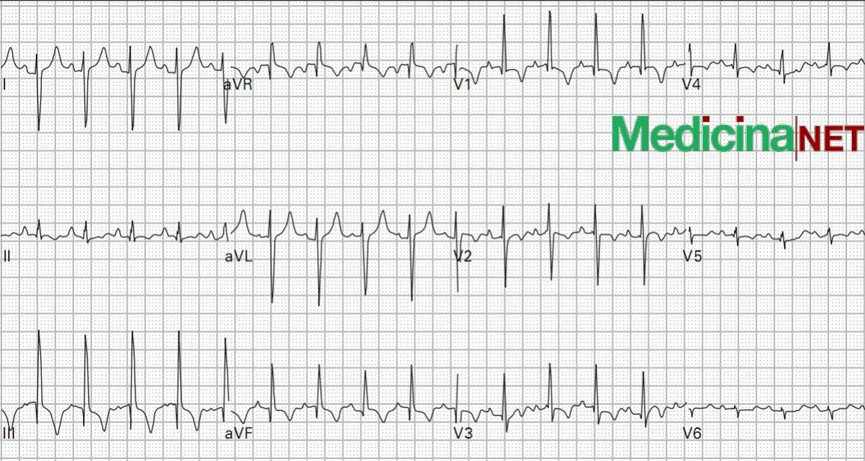 I aVR V1 V4
MedicinaNET
II aVL V2 V5
III aVF V3 V6